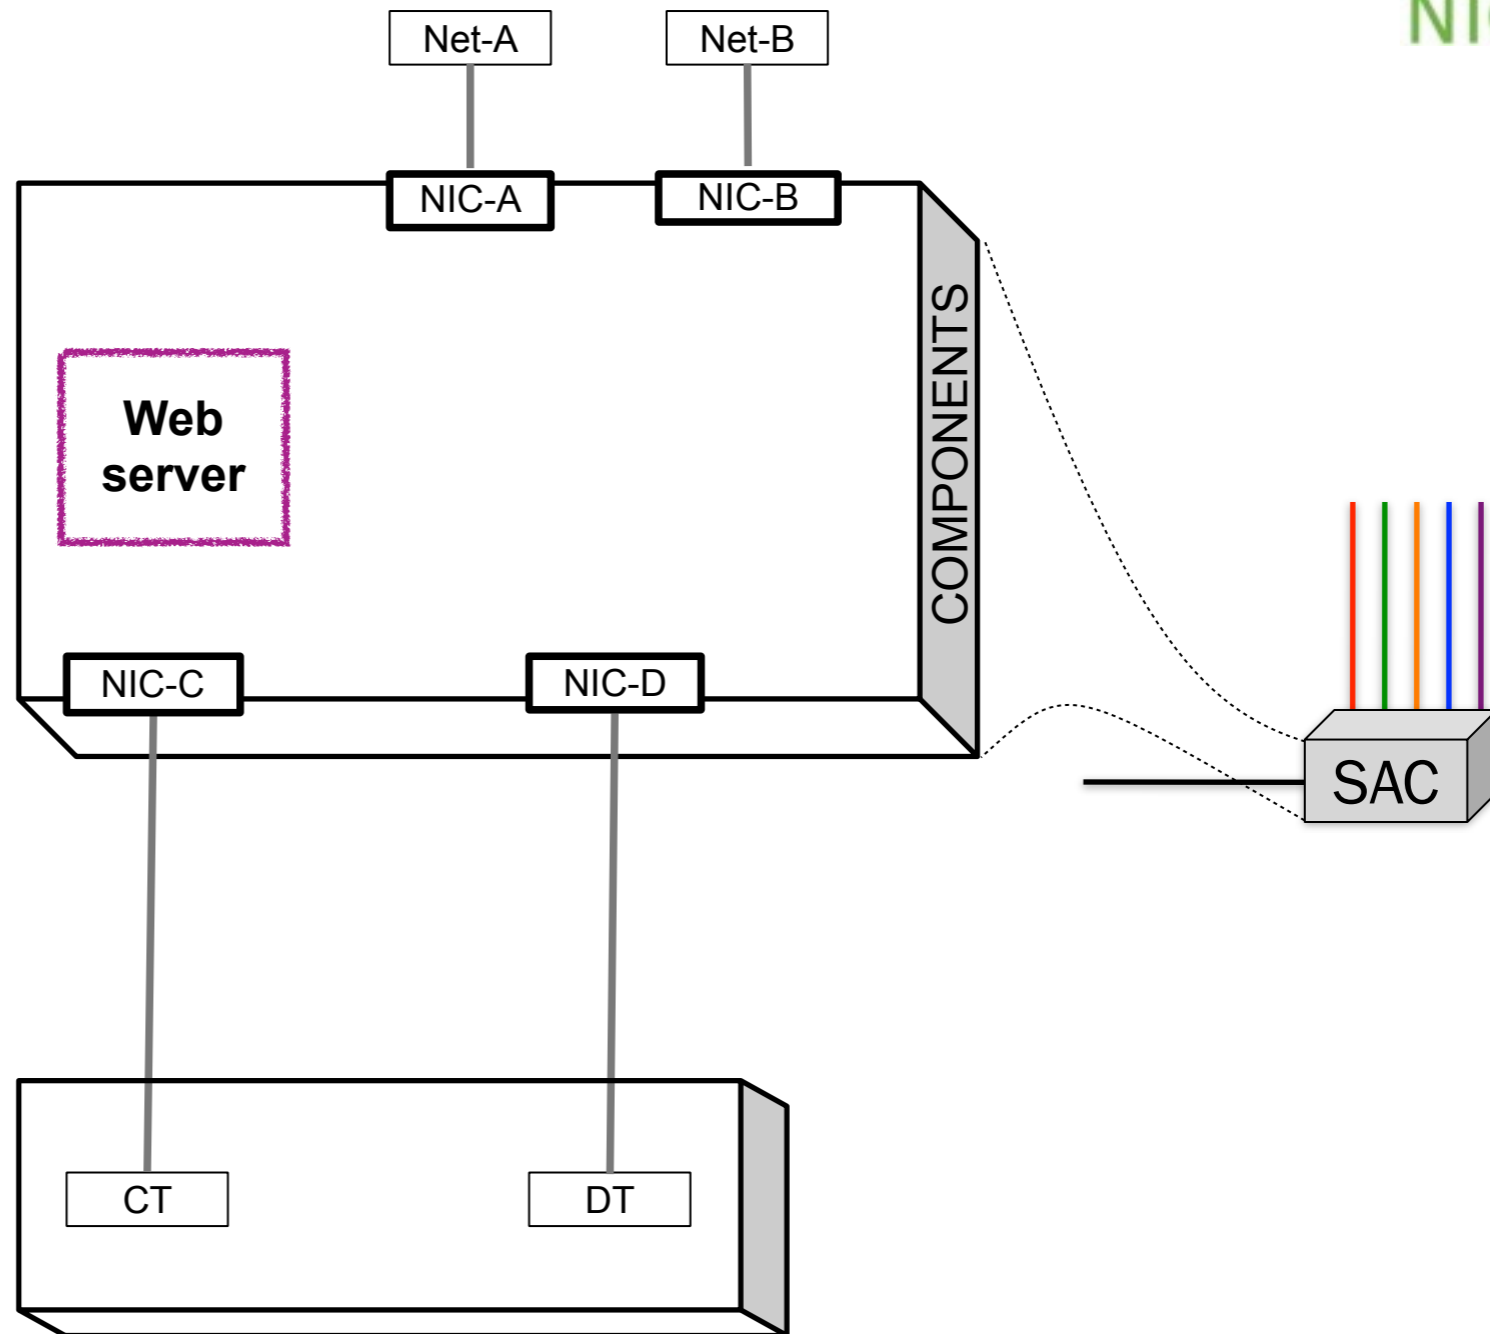 Net-A
Net-B
NIC-A
NIC-B
COMPONENTS
Web
server
NIC-C
NIC-D
SAC
CT
DT